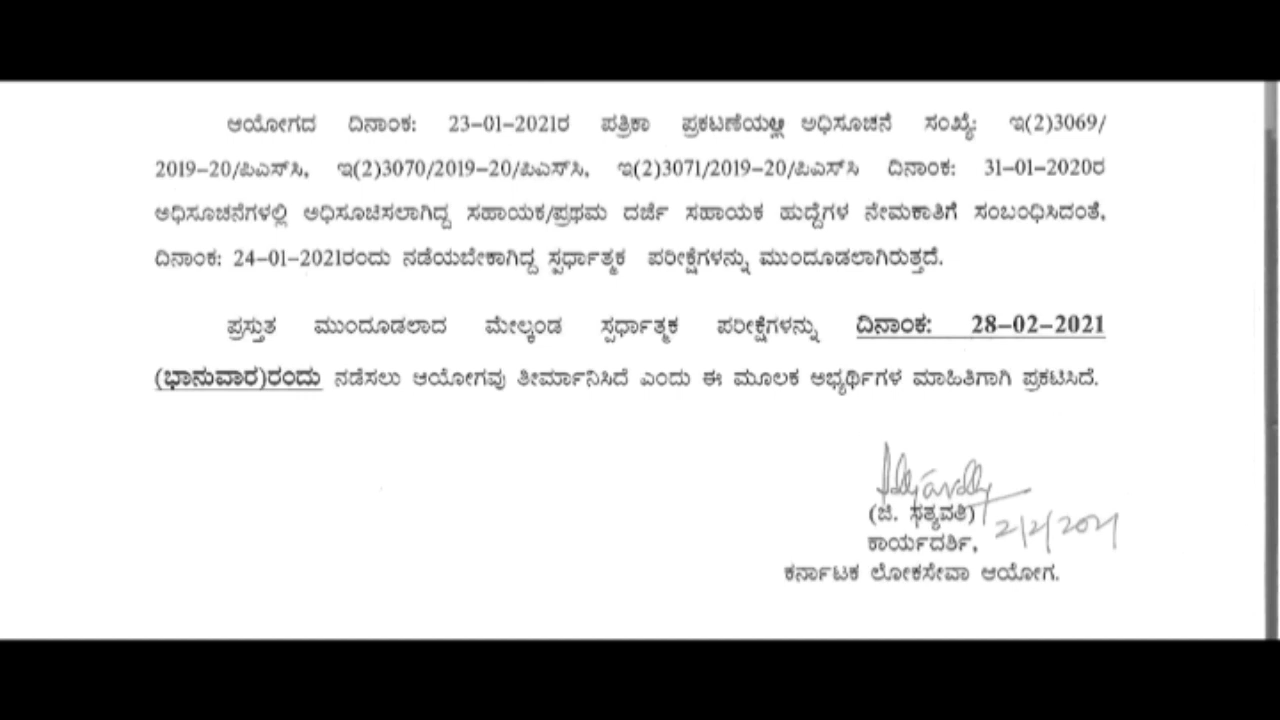 ಆಯೋಗದ ದಿನಾಂಕ: 23-01-2021ರ ಪತ್ರಿಕಾ ಪ್ರಕಟಣೆಯಲ್ಲಿ ಅಧಿಸೂಚನೆ ಸಂಖ್ಯೆ: ಇ(2)3069/
2019-20/ಪಿಎಸ್‌ಸಿ, ಇ(2)3070/2019-20/ಪಿಎಸ್‌ಸಿ, ಇ(2)3071/2019-20/ಪಿಎಸ್‌ಸಿ ದಿನಾಂಕ: 31-01-2020ರ
ಅಧಿಸೂಚನೆಗಳಲ್ಲಿ ಅಧಿಸೂಚಿಸಲಾಗಿದ್ದ ಸಹಾಯಕ/ಪ್ರಥಮ ದರ್ಜೆ ಸಹಾಯಕ ಹುದ್ದೆಗಳ ನೇಮಕಾತಿಗೆ ಸಂಬಂಧಿಸಿದಂತೆ,
ದಿನಾಂಕ: 24-01-2021ರಂದು ನಡೆಯಬೇಕಾಗಿದ್ದ ಸ್ಪರ್ಧಾತ್ಮಕ ಪರೀಕ್ಷೆಗಳನ್ನು ಮುಂದೂಡಲಾಗಿರುತ್ತದೆ.
ಪ್ರಸ್ತುತ ಮುಂದೂಡಲಾದ ಮೇಲ್ಕಂಡ ಸ್ಪರ್ಧಾತ್ಮಕ ಪರೀಕ್ಷೆಗಳನ್ನು ದಿನಾಂಕ: 28-02-2021
(ಭಾನುವಾರ)ರಂದು ನಡೆಸಲು ಆಯೋಗವು ತೀರ್ಮಾನಿಸಿದೆ ಎಂದು ಈ ಮೂಲಕ ಅಭ್ಯರ್ಥಿಗಳ ಮಾಹಿತಿಗಾಗಿ ಪ್ರಕಟಿಸಿದೆ.
(ಜಿ. ಸತ್ಯವತಿ)
2/2/2021
ಕಾರ್ಯದರ್ಶಿ,
ಕರ್ನಾಟಕ ಲೋಕಸೇವಾ ಆಯೋಗ.